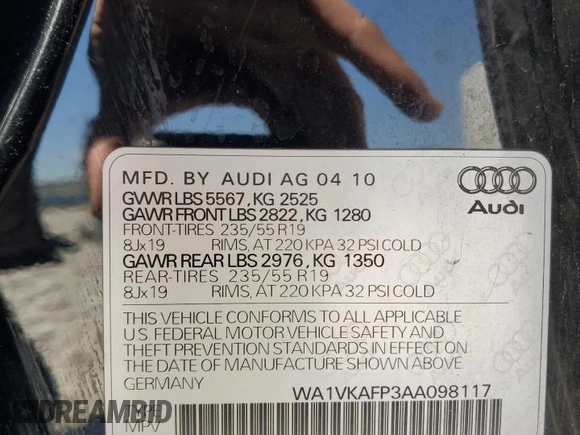 MFD. BY AUDI AG 04 10
GVWR LBS 5567, KG 2525
GAWR FRONT LBS 2822, KG 1280
FRONT-TIRES 235/55 R19
8Jx19 RIMS, AT 220 KPA 32 PSI COLD
GAWR REAR LBS 2976, KG 1350
REAR-TIRES 235/55 R19
8Jx19 RIMS, AT 220 KPA 32 PSI COLD
Audi
THIS VEHICLE CONFORMS TO ALL APPLICABLE
U.S FEDERAL MOTOR VEHICLE SAFETY AND
THEFT PREVENTION STANDARDS IN EFFECT ON
THE DATE OF MANUFACTURE SHOWN ABOVE.
GERMANY WA1VKAFP3AA098117
TYPE
MPV
DREAMBID